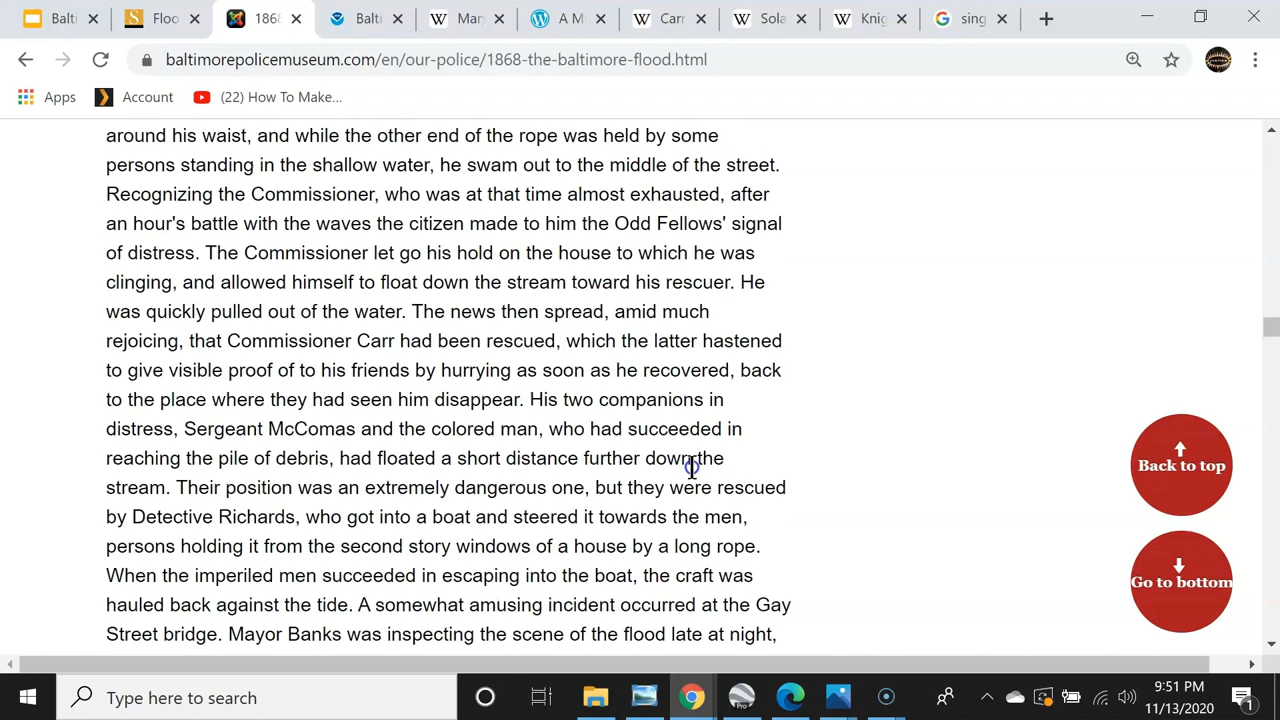 Balti
Floo
1868
Balti
Mar
A M
Carr
Sola
Knig
sing
baltimorepolicemuseum.com/en/our-police/1868-the-baltimore-flood.html
Apps
Account
(22) How To Make...
around his waist, and while the other end of the rope was held by some
persons standing in the shallow water, he swam out to the middle of the street.
Recognizing the Commissioner, who was at that time almost exhausted, after
an hour's battle with the waves the citizen made to him the Odd Fellows' signal
of distress. The Commissioner let go his hold on the house to which he was
clinging, and allowed himself to float down the stream toward his rescuer. He
was quickly pulled out of the water. The news then spread, amid much
rejoicing, that Commissioner Carr had been rescued, which the latter hastened
to give visible proof of to his friends by hurrying as soon as he recovered, back
to the place where they had seen him disappear. His two companions in
distress, Sergeant McComas and the colored man, who had succeeded in
reaching the pile of debris, had floated a short distance further down the
stream. Their position was an extremely dangerous one, but they were rescued
by Detective Richards, who got into a boat and steered it towards the men,
persons holding it from the second story windows of a house by a long rope.
When the imperiled men succeeded in escaping into the boat, the craft was
hauled back against the tide. A somewhat amusing incident occurred at the Gay
Street bridge. Mayor Banks was inspecting the scene of the flood late at night,
Back to top
Go to bottom
Type here to search
Pro
9:51 PM
11/13/2020
1